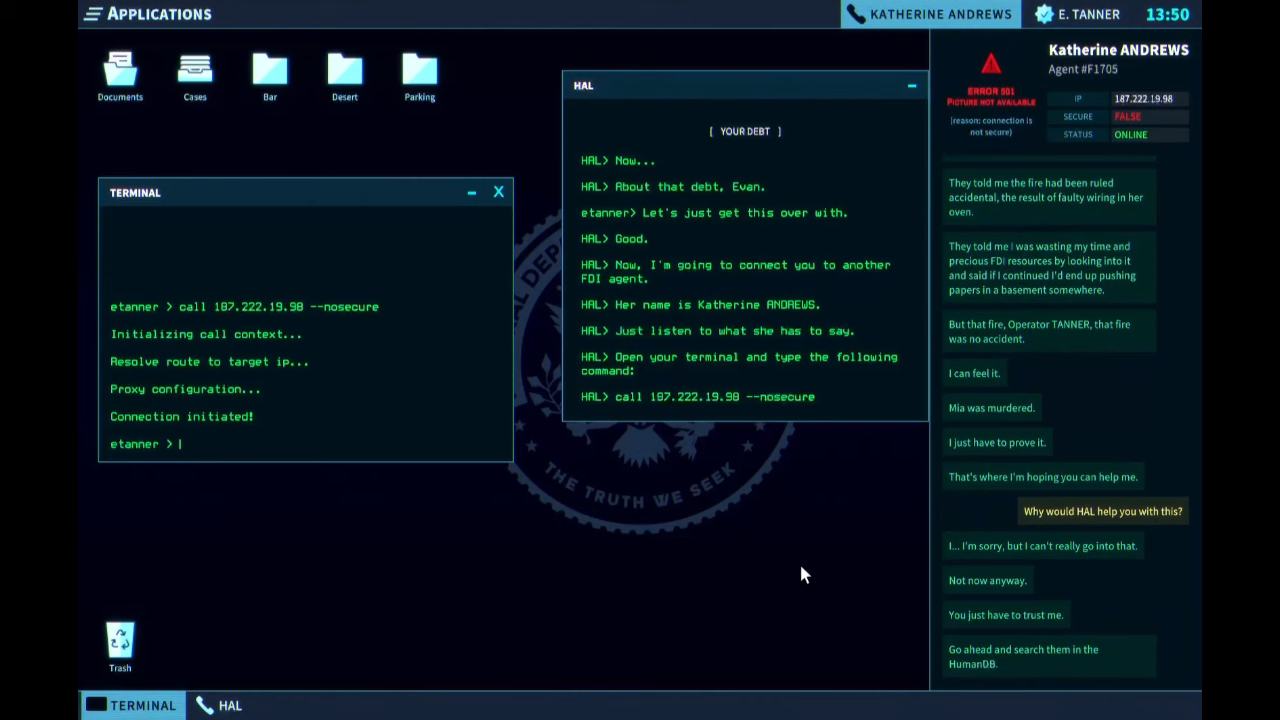 APPLICATIONS
KATHERINE ANDREWS
E. TANNER
13:50
Documents
Cases
Bar
Desert
Parking
TERMINAL
etanner > call 187.222.19.98 --nosecure
Initializing call context...
Resolve route to target ip...
Proxy configuration...
Connection initiated!
etanner >
HAL
[ YOUR DEBT ]
HAL> Now...
HAL> About that debt, Evan.
etanner> Let's just get this over with.
HAL> Good.
HAL> Now, I'm going to connect you to another
FDI agent.
HAL> Her name is Katherine ANDREWS.
HAL> Just listen to what she has to say.
HAL> Open your terminal and type the following
command:
HAL> call 187.222.19.98 --nosecure
THE TRUTH WE SEEK
Katherine ANDREWS
Agent #F1705
ERROR 501
PICTURE NOT AVAILABLE
(reason: connection is
not secure)
IP 187.222.19.98
SECURE FALSE
STATUS ONLINE
They told me the fire had been ruled
accidental, the result of faulty wiring in her
oven.
They told me I was wasting my time and
precious FDI resources by looking into it
and said if I continued I'd end up pushing
papers in a basement somewhere.
But that fire, Operator TANNER, that fire
was no accident.
I can feel it.
Mia was murdered.
I just have to prove it.
That's where I'm hoping you can help me.
Why would HAL help you with this?
I... I'm sorry, but I can't really go into that.
Not now anyway.
You just have to trust me.
Go ahead and search them in the
HumanDB.
Trash
TERMINAL
HAL